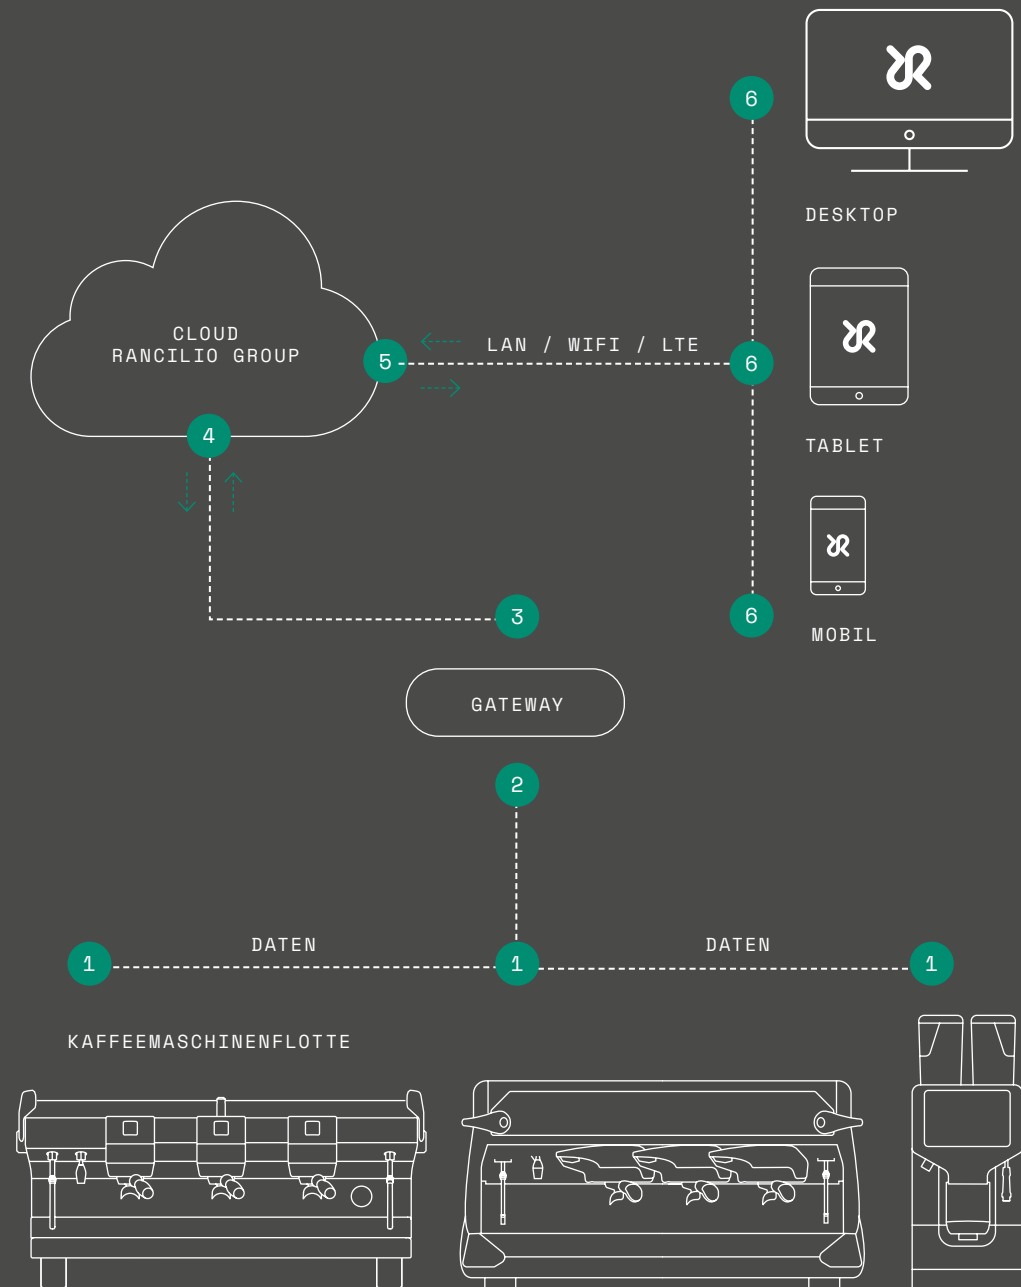 6
DESKTOP
CLOUD
RANCILIO GROUP
5
LAN / WIFI / LTE
6
4
TABLET
3
6
MOBIL
GATEWAY
2
DATEN
DATEN
1
1
1
KAFFEEMASCHINENFLOTTE